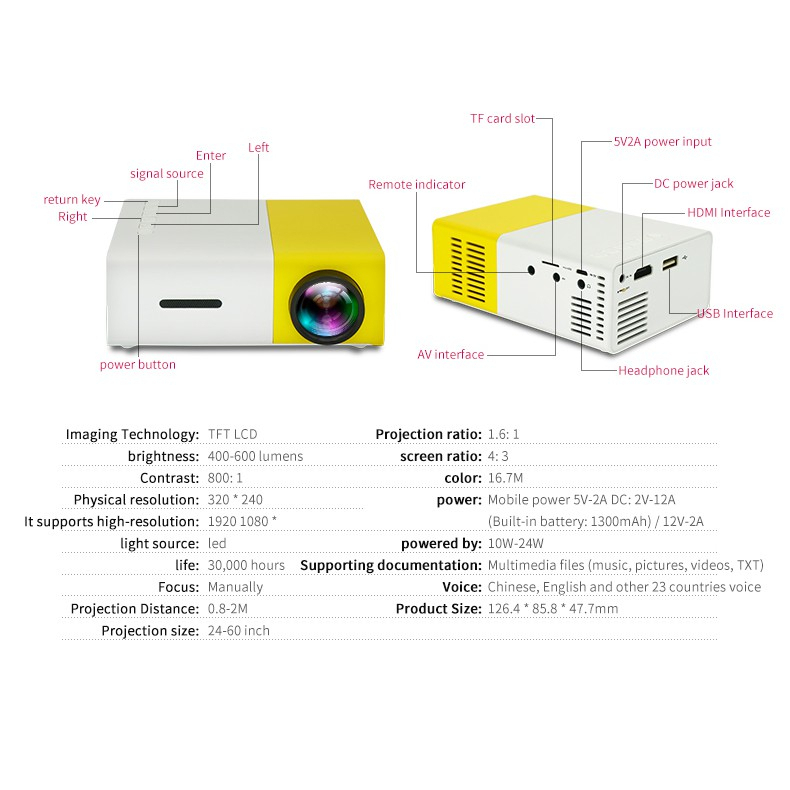 TF card slot
5V2A power input
Left
Enter
signal source
Remote indicator
DC power jack
return key
Right
HDMI Interface
USB Interface
AV interface
power button
Headphone jack
Imaging Technology: TFT LCD Projection ratio: 1.6: 1
brightness: 400-600 lumens screen ratio: 4: 3
Contrast: 800: 1 color: 16.7M
Physical resolution: 320 * 240 power: Mobile power 5V-2A DC: 2V-12A
It supports high-resolution: 1920 1080 * (Built-in battery: 1300mAh) / 12V-2A
light source: led powered by: 10W-24W
life: 30,000 hours Supporting documentation: Multimedia files (music, pictures, videos, TXT)
Focus: Manually Voice: Chinese, English and other 23 countries voice
Projection Distance: 0.8-2M Product Size: 126.4 * 85.8 * 47.7mm
Projection size: 24-60 inch